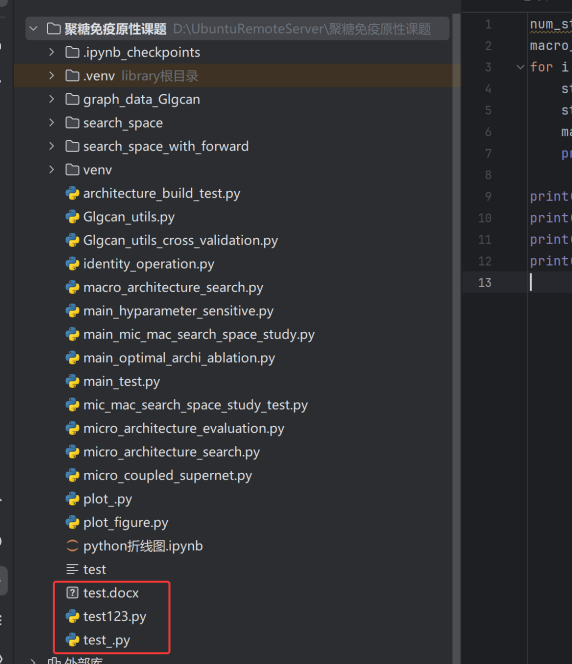 聚糖免疫原性课题 D:\UbuntuRemoteServer\聚糖免疫原性课题
.ipynb_checkpoints
.venv library根目录
graph_data_Glgcan
search_space
search_space_with_forward
venv
architecture_build_test.py
Glgcan_utils.py
Glgcan_utils_cross_validation.py
identity_operation.py
macro_architecture_search.py
main_hyparameter_sensitive.py
main_mic_mac_search_space_study.py
main_optimal_archi_ablation.py
main_test.py
mic_mac_search_space_study_test.py
micro_architecture_evaluation.py
micro_architecture_search.py
micro_coupled_supernet.py
plot_.py
plot_figure.py
python折线图.ipynb
test
test.docx
test123.py
test_.py
外部库
1 num_st
2 macro_
3 for i
4 st
5 st
6 ma
7 pr
8
9 print(
10 print(
11 print(
12 print(
13